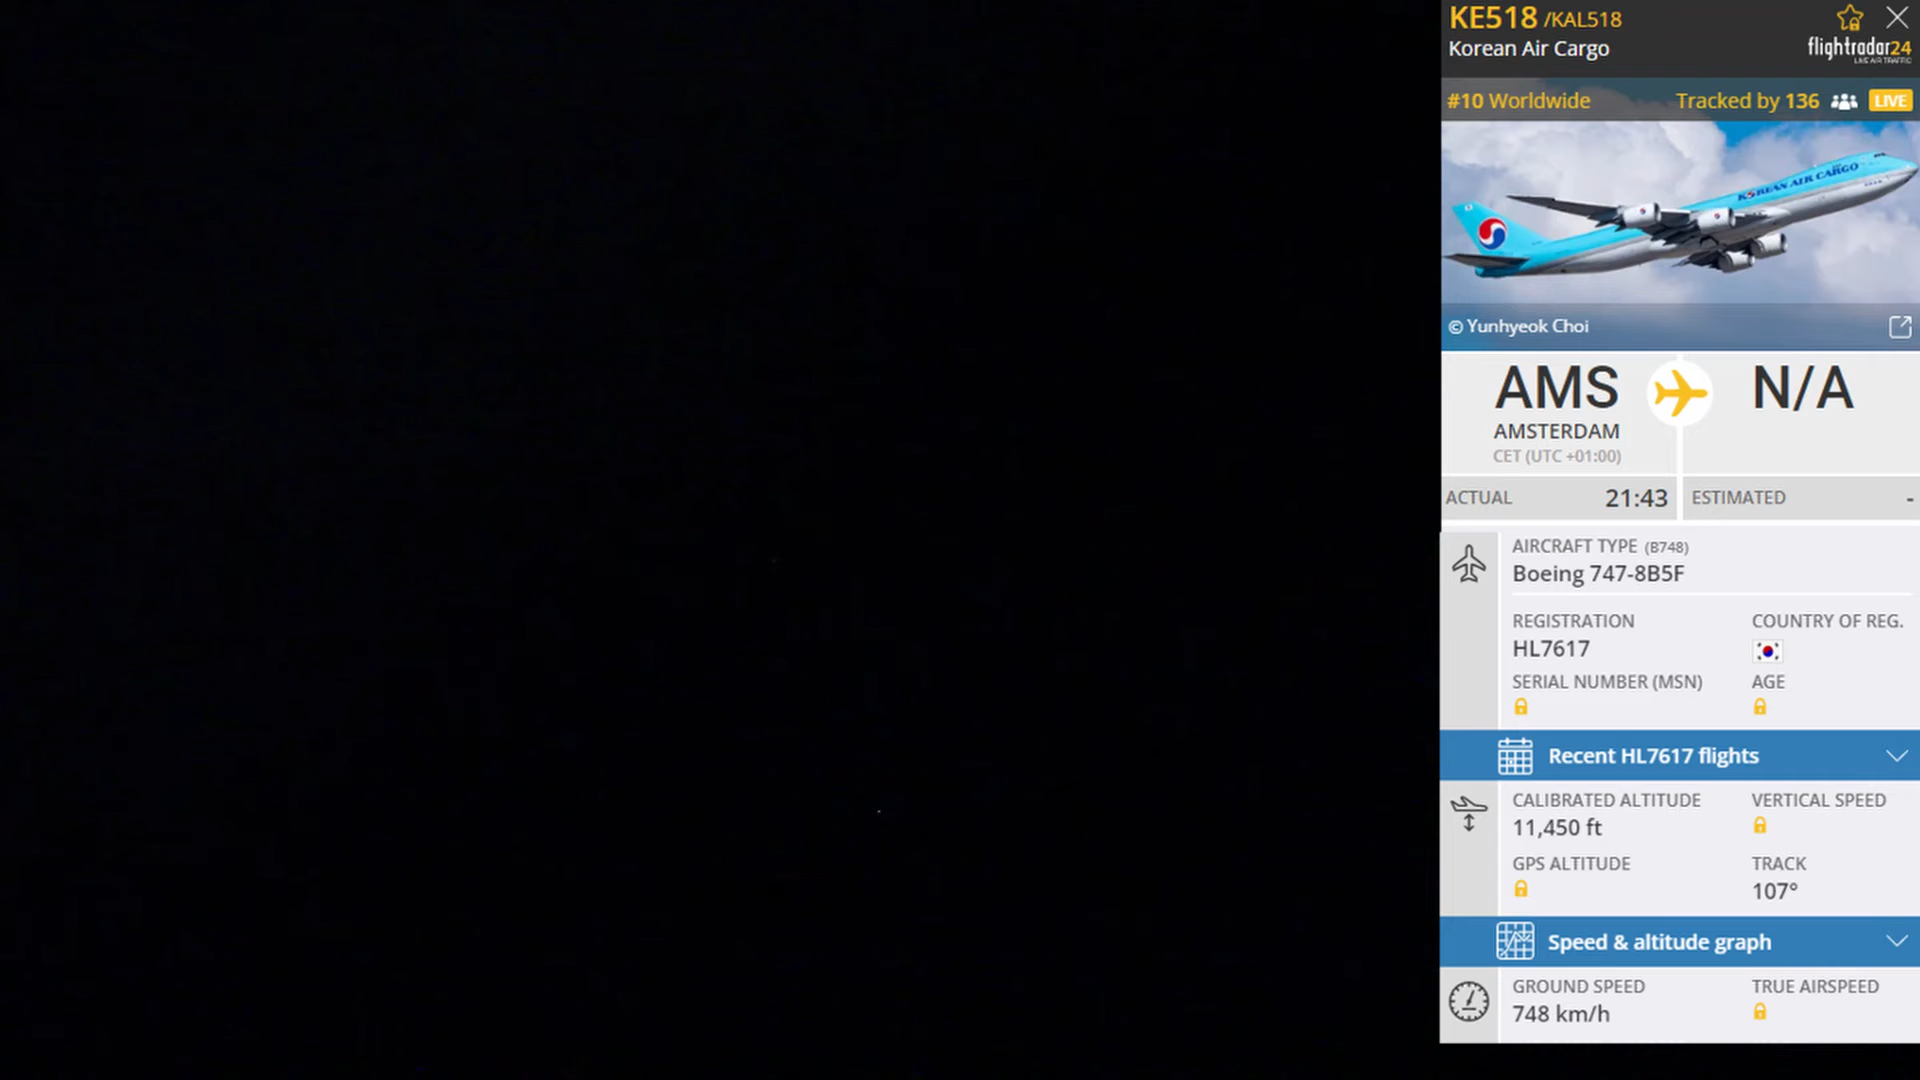 KE518 /KAL518
Korean Air Cargo
flightradar24
LIVE AIR TRAFFIC
#10 Worldwide
Tracked by 136
LIVE
KOREAN AIR CARGO
© Yunhyeok Choi
AMS
N/A
AMSTERDAM
CET (UTC +01:00)
ACTUAL 21:43
ESTIMATED -
AIRCRAFT TYPE (B748)
Boeing 747-8B5F
REGISTRATION
HL7617
COUNTRY OF REG.
SERIAL NUMBER (MSN)
AGE
Recent HL7617 flights
CALIBRATED ALTITUDE
11,450 ft
VERTICAL SPEED
GPS ALTITUDE
TRACK
107°
Speed & altitude graph
GROUND SPEED
748 km/h
TRUE AIRSPEED